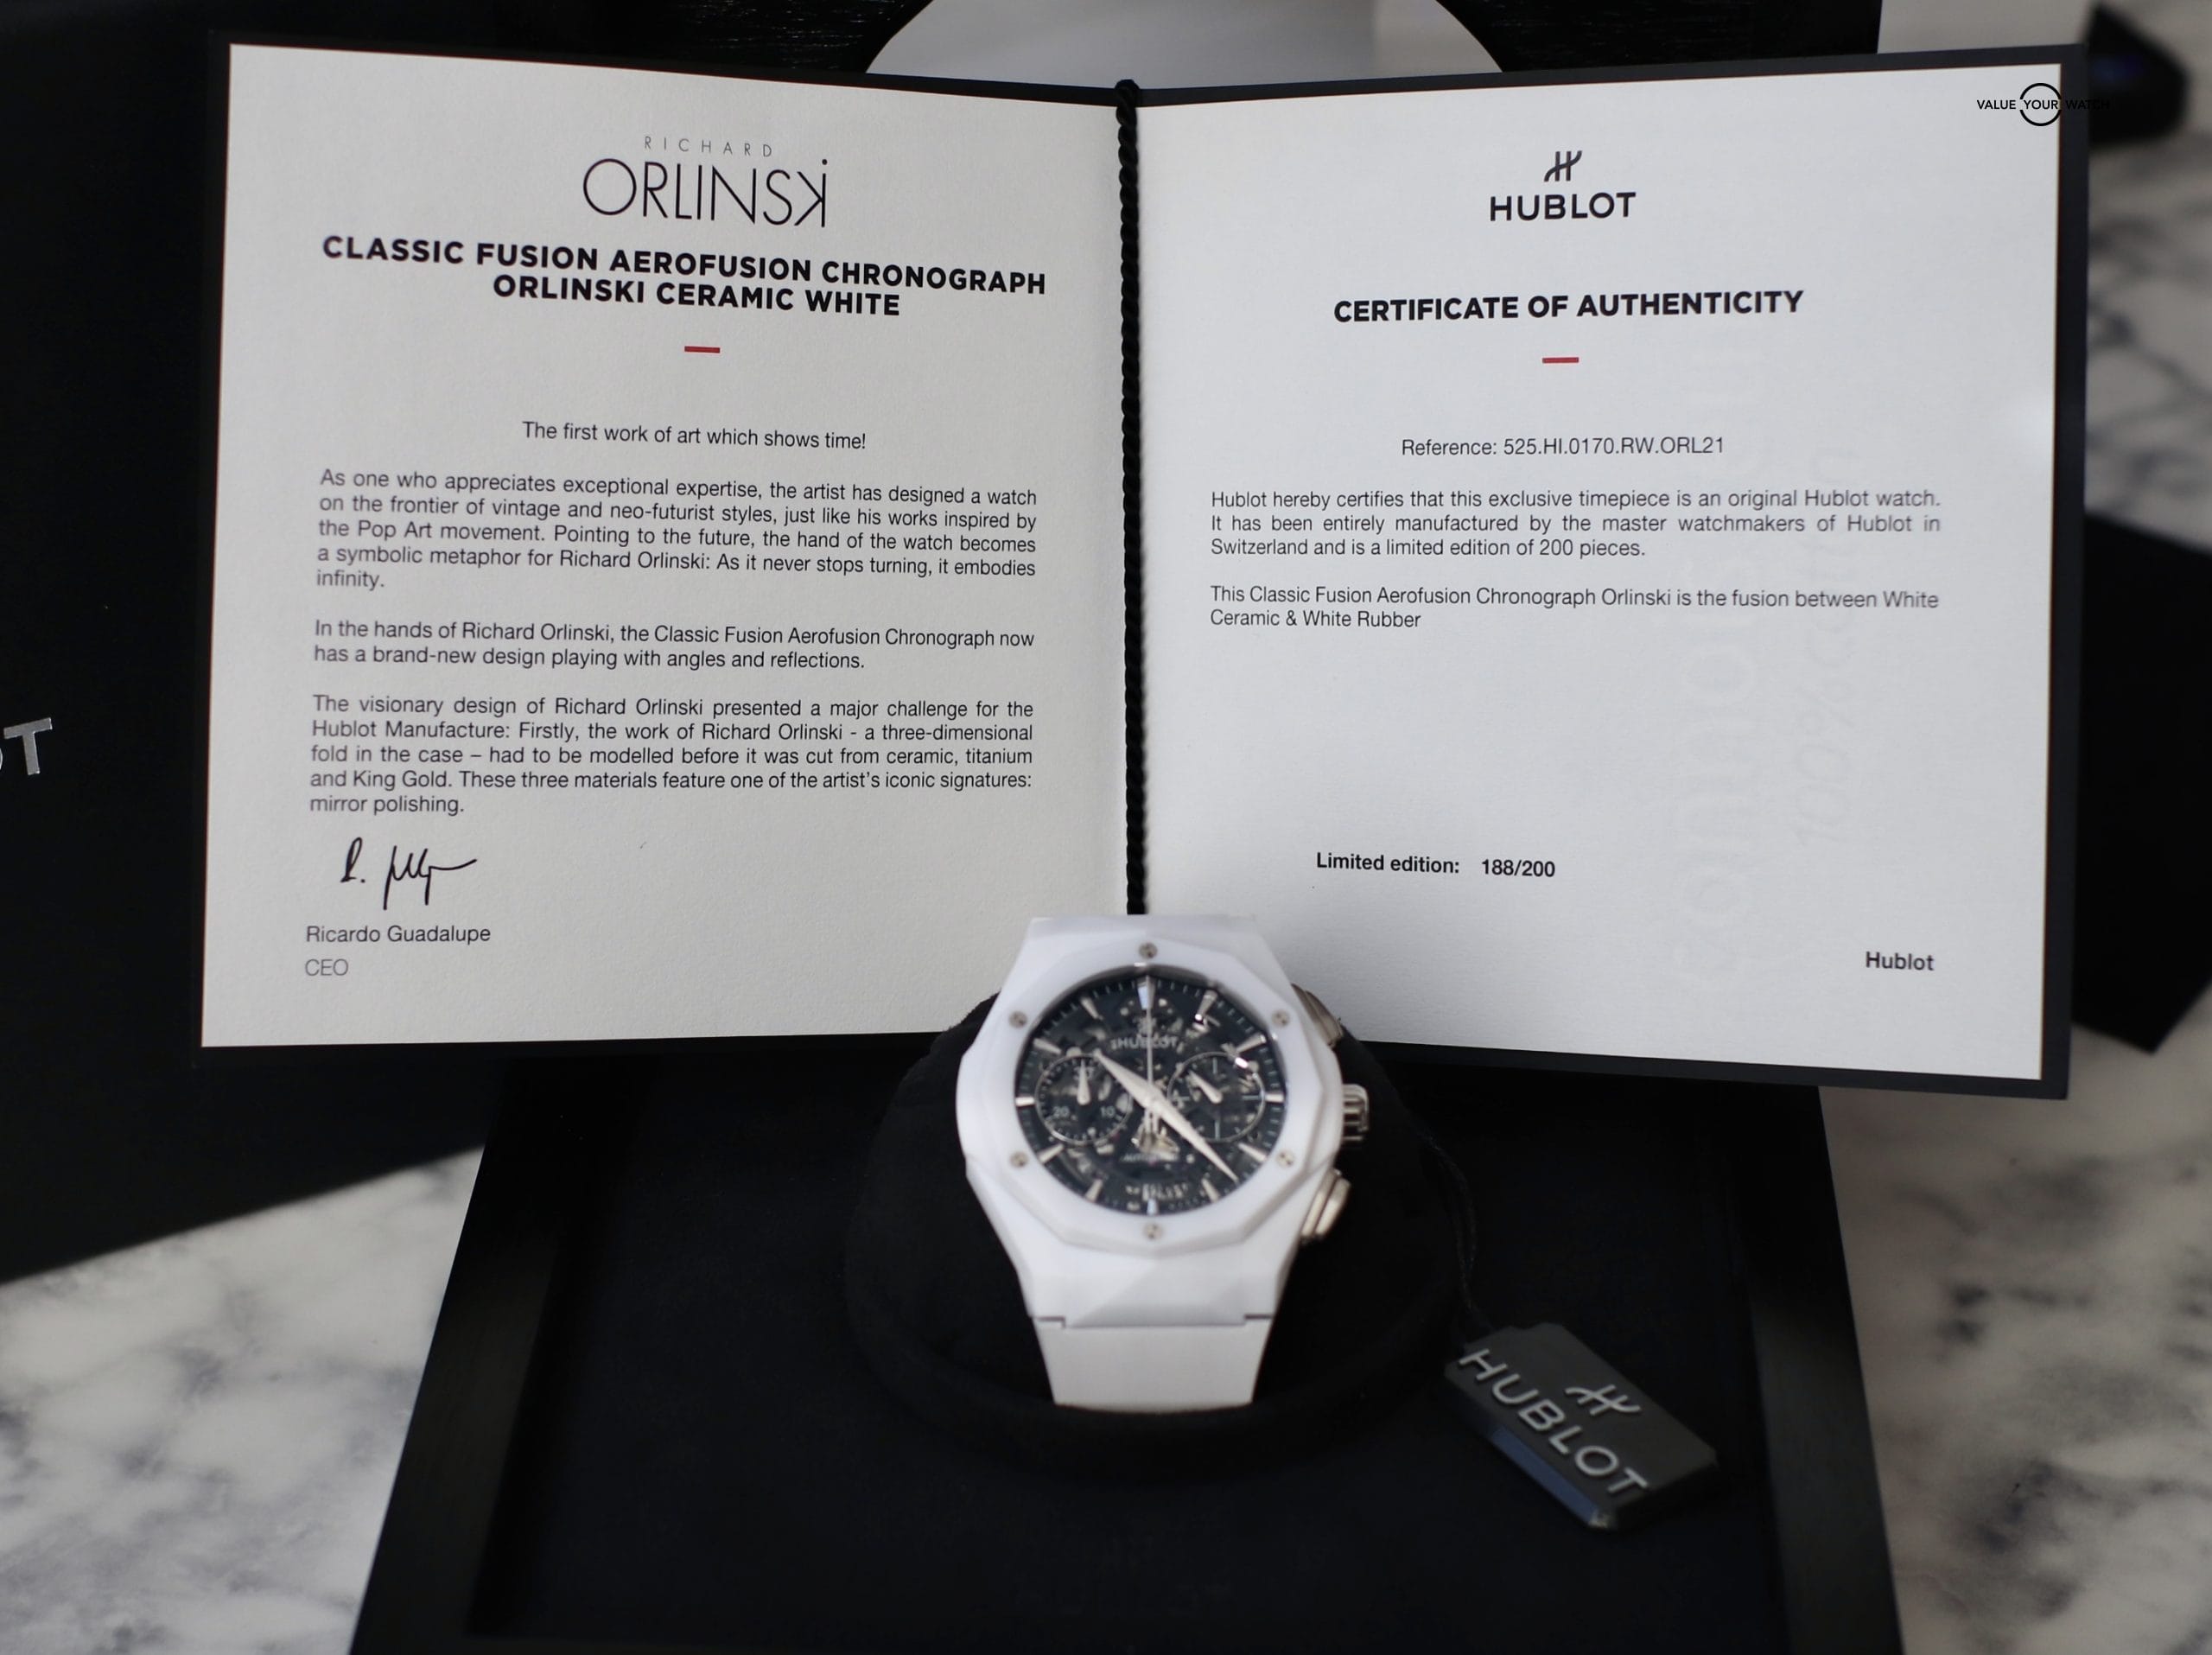 RICHARD
ORLINSKI
CLASSIC FUSION AEROFUSION CHRONOGRAPH
ORLINSKI CERAMIC WHITE
The first work of art which shows time!
As one who appreciates exceptional expertise, the artist has designed a watch
on the frontier of vintage and neo-futurist styles, just like his works inspired by
the Pop Art movement. Pointing to the future, the hand of the watch becomes
a symbolic metaphor for Richard Orlinski: As it never stops turning, it embodies
infinity.
In the hands of Richard Orlinski, the Classic Fusion Aerofusion Chronograph now
has a brand-new design playing with angles and reflections.
The visionary design of Richard Orlinski presented a major challenge for the
Hublot Manufacture: Firstly, the work of Richard Orlinski - a three-dimensional
fold in the case – had to be modelled before it was cut from ceramic, titanium
and King Gold. These three materials feature one of the artist's iconic signatures:
mirror polishing.
Ricardo Guadalupe
CEO
VALUE YOUR WATCH
HUBLOT
CERTIFICATE OF AUTHENTICITY
Reference: 525.HI.0170.RW.ORL21
Hublot hereby certifies that this exclusive timepiece is an original Hublot watch.
It has been entirely manufactured by the master watchmakers of Hublot in
Switzerland and is a limited edition of 200 pieces.
This Classic Fusion Aerofusion Chronograph Orlinski is the fusion between White
Ceramic & White Rubber
Limited edition: 188/200
Hublot
OT
HUBLOT
20
10
HUBLOT